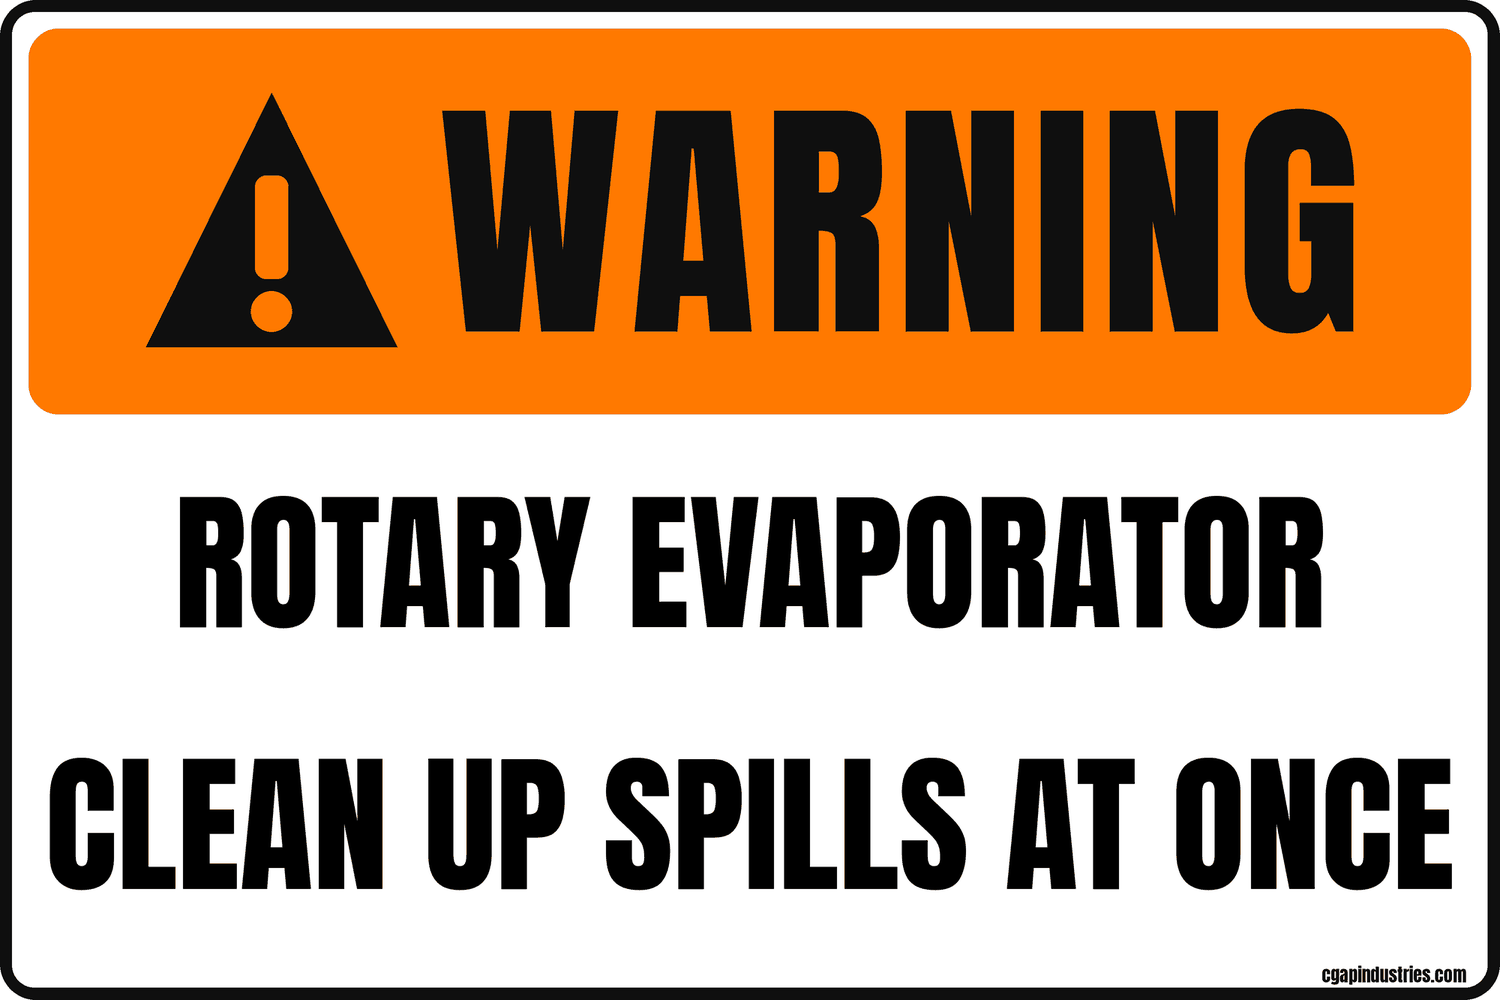 WARNING
ROTARY EVAPORATOR
CLEAN UP SPILLS AT ONCE
cgapindustries.com